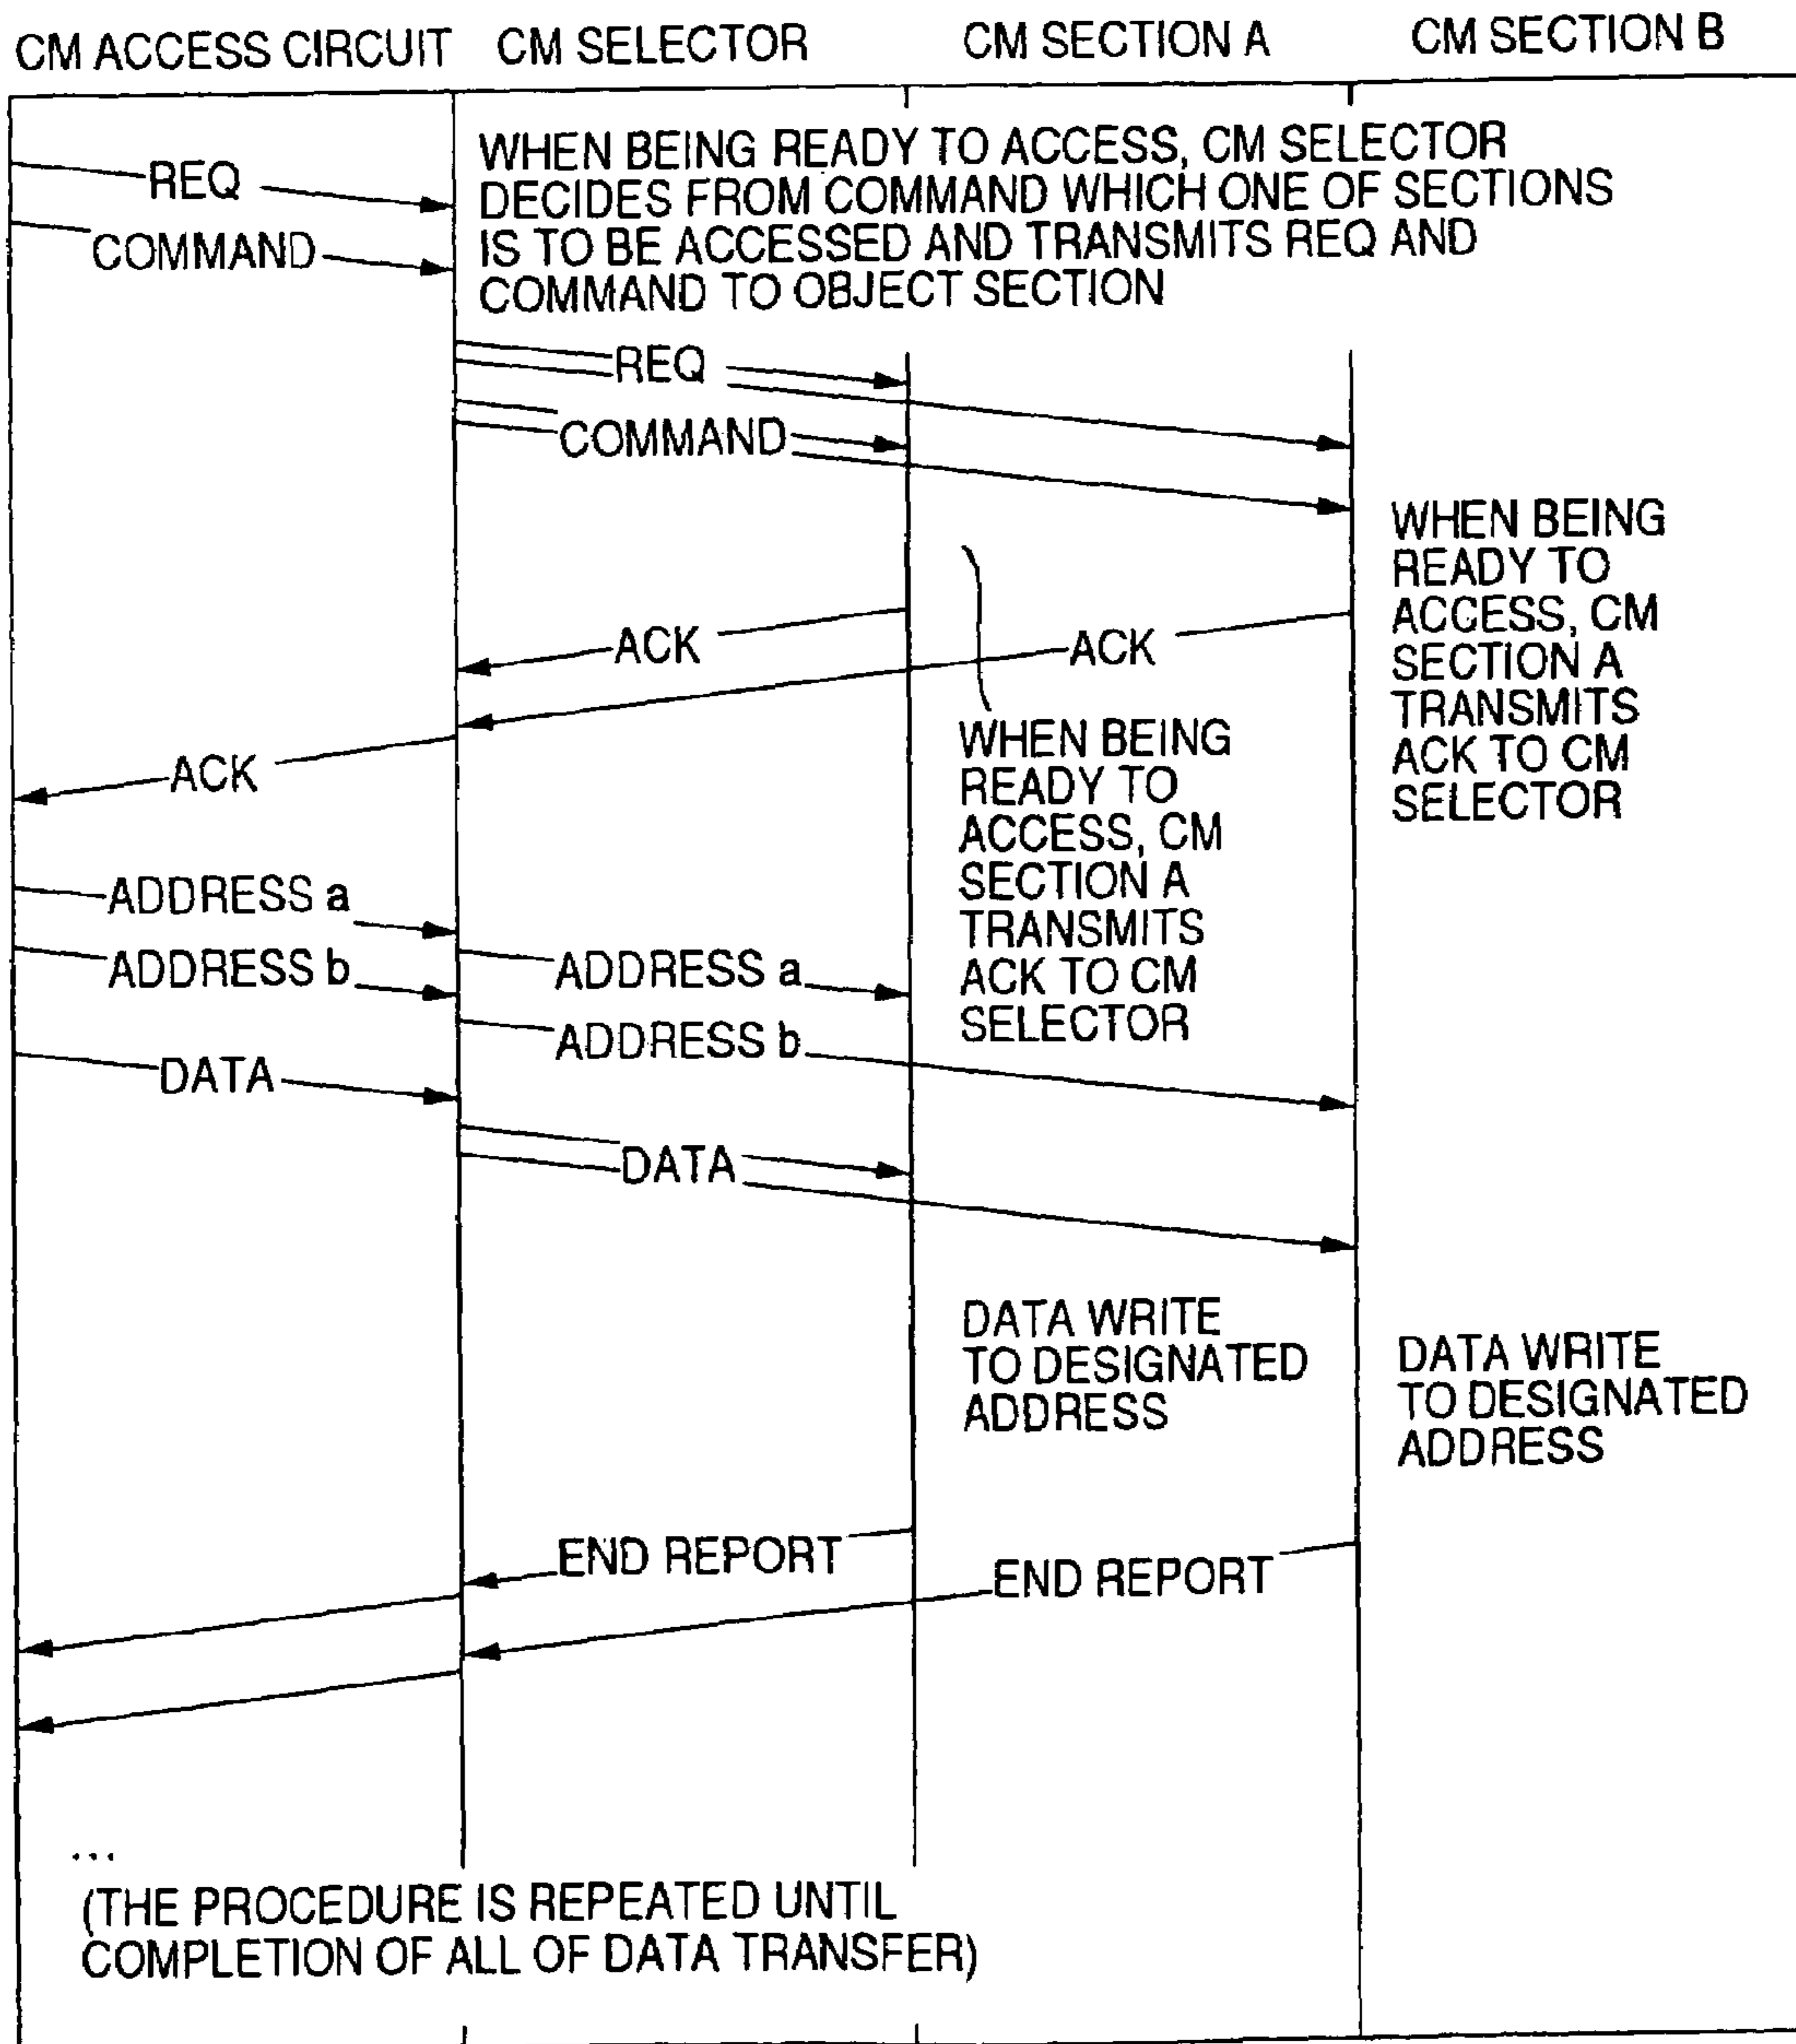 CM ACCESS CIRCUIT
CM SELECTOR
CM SECTION A
CM SECTION B
REQ
COMMAND
WHEN BEING READY TO ACCESS, CM SELECTOR
DECIDES FROM COMMAND WHICH ONE OF SECTIONS
IS TO BE ACCESSED AND TRANSMITS REQ AND
COMMAND TO OBJECT SECTION
REQ
COMMAND
WHEN BEING
READY TO
ACCESS, CM
SECTION A
TRANSMITS
ACK TO CM
SELECTOR
ACK
ACK
ACK
WHEN BEING
READY TO
ACCESS, CM
SECTION A
TRANSMITS
ACK TO CM
SELECTOR
ADDRESS a
ADDRESS b
ADDRESS a
ADDRESS b
DATA
DATA
DATA WRITE
TO DESIGNATED
ADDRESS
DATA WRITE
TO DESIGNATED
ADDRESS
END REPORT
END REPORT
...
(THE PROCEDURE IS REPEATED UNTIL
COMPLETION OF ALL OF DATA TRANSFER)